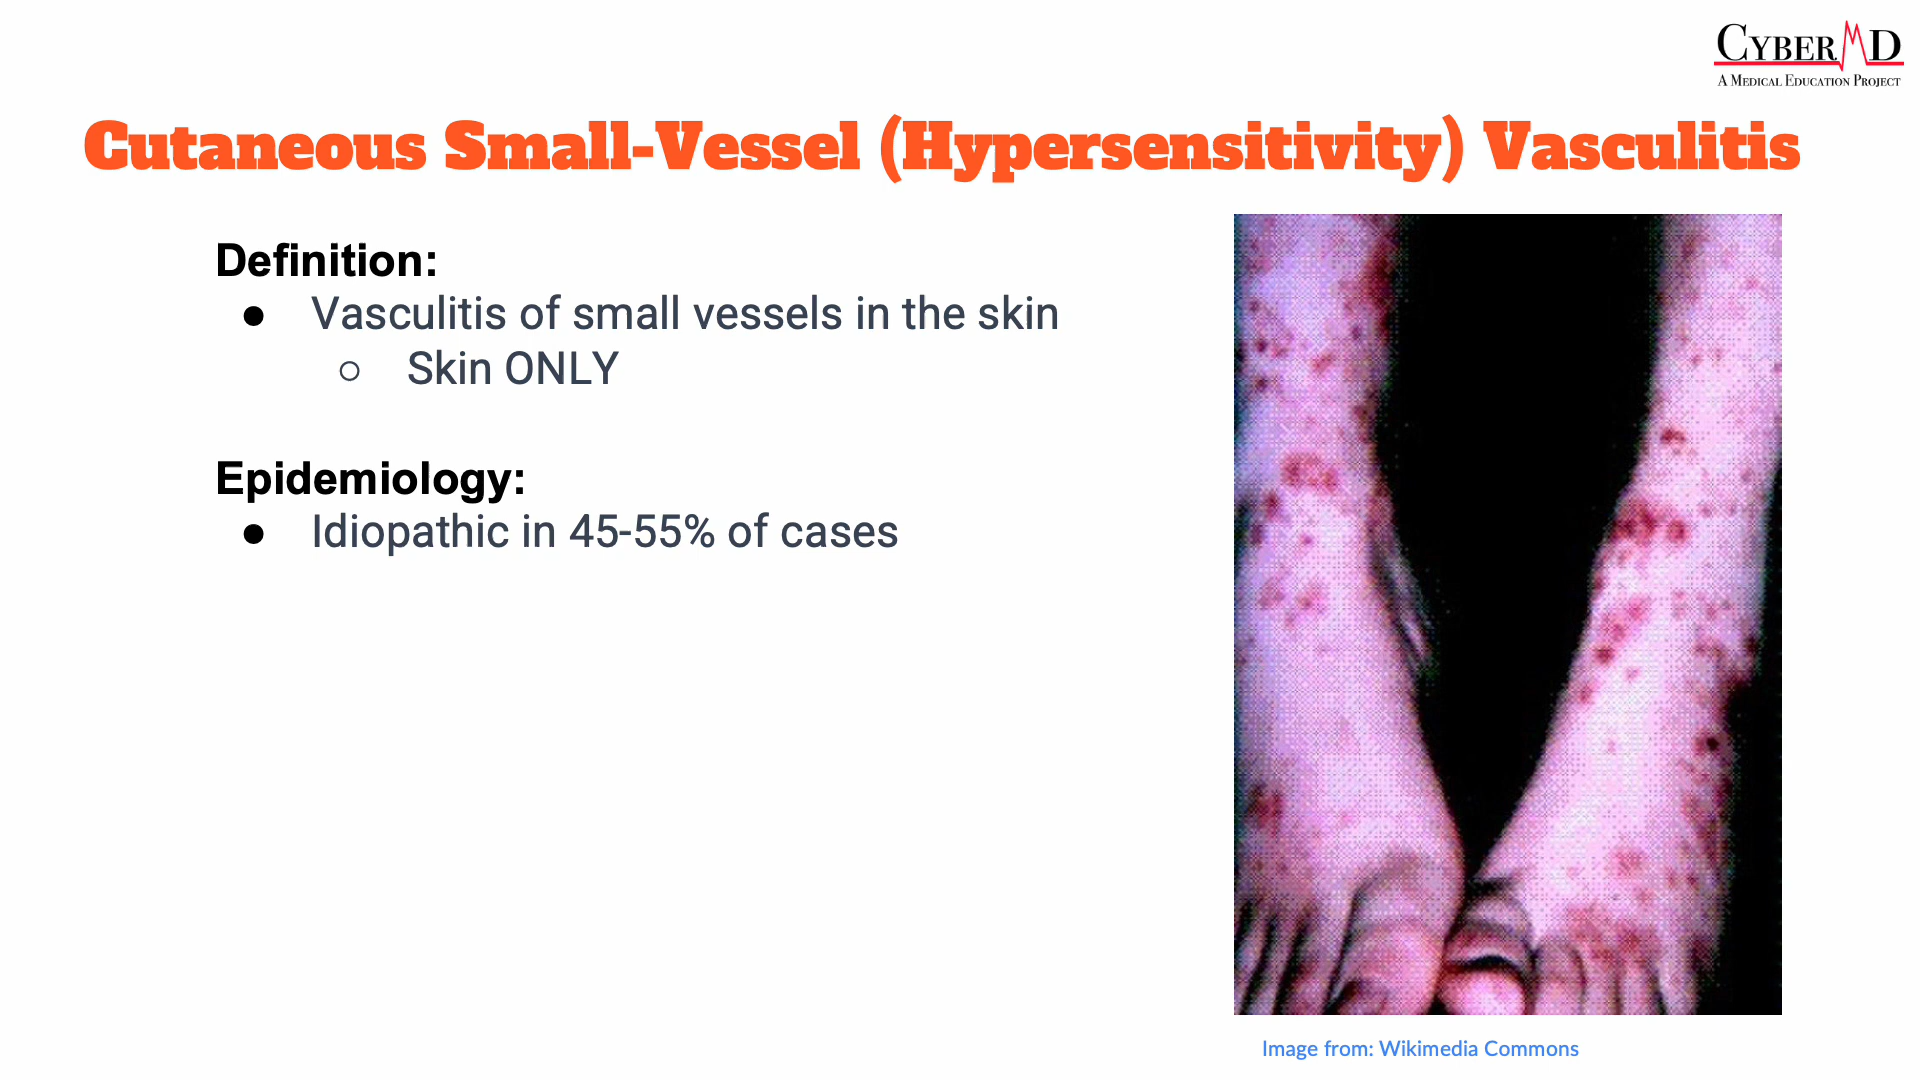 CYBERMD
A MEDICAL EDUCATION PROJECT
Cutaneous Small-Vessel (Hypersensitivity) Vasculitis
Definition:
● Vasculitis of small vessels in the skin
○ Skin ONLY
Epidemiology:
● Idiopathic in 45-55% of cases
Image from: Wikimedia Commons